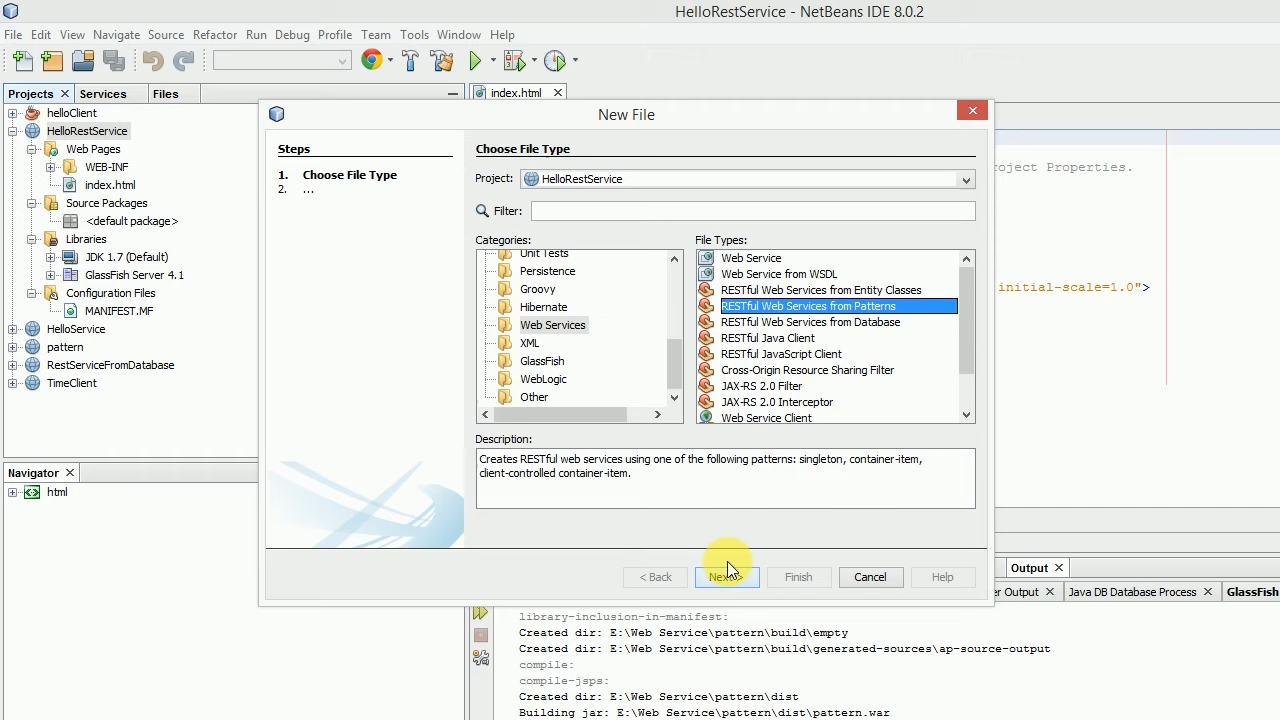 HelloRestService - NetBeans IDE 8.0.2
File Edit View Navigate Source Refactor Run Debug Profile Team Tools Window Help
Projects Services Files
index.html
helloClient
HelloRestService
Web Pages
WEB-INF
index.html
Source Packages
<default package>
Libraries
JDK 1.7 (Default)
GlassFish Server 4.1
Configuration Files
MANIFEST.MF
HelloService
pattern
RestServiceFromDatabase
TimeClient
Navigator
html
New File
Steps
1. Choose File Type
2. ...
Choose File Type
Project: HelloRestService
Filter:
Categories:
Unit Tests
Persistence
Groovy
Hibernate
Web Services
XML
GlassFish
WebLogic
Other
File Types:
Web Service
Web Service from WSDL
RESTful Web Services from Entity Classes
RESTful Web Services from Patterns
RESTful Web Services from Database
RESTful Java Client
RESTful JavaScript Client
Cross-Origin Resource Sharing Filter
JAX-RS 2.0 Filter
JAX-RS 2.0 Interceptor
Web Service Client
Description:
Creates RESTful web services using one of the following patterns: singleton, container-item,
client-controlled container-item.
< Back Next > Finish Cancel Help
oject Properties.
initial-scale=1.0">
Output
er Output Java DB Database Process GlassFish
library-inclusion-in-manifest:
Created dir: E:\Web Service\pattern\build\empty
Created dir: E:\Web Service\pattern\build\generated-sources\ap-source-output
compile:
compile-jsps:
Created dir: E:\Web Service\pattern\dist
Building jar: E:\Web Service\pattern\dist\pattern.war